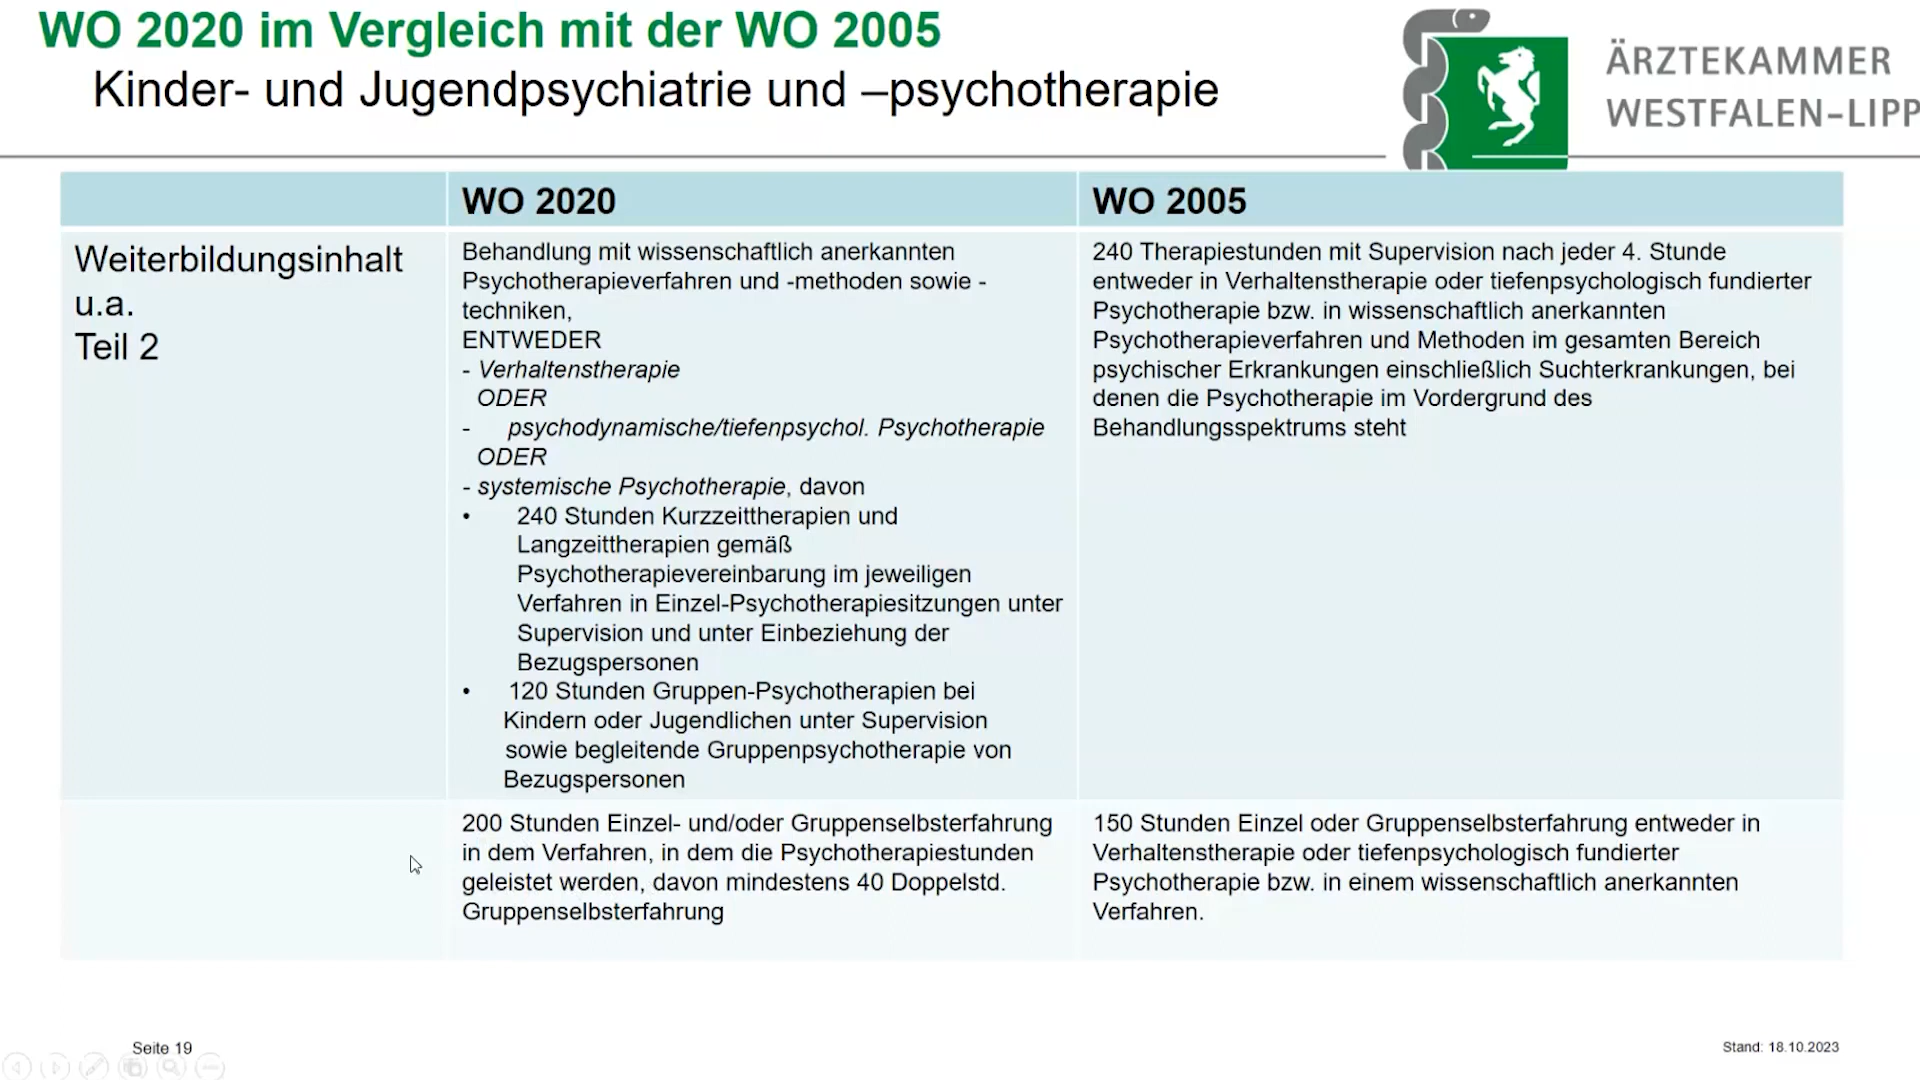 WO 2020 im Vergleich mit der WO 2005
Kinder- und Jugendpsychiatrie und –psychotherapie
ÄRZTEKAMMER
WESTFALEN–LIPP
WO 2020
WO 2005
Weiterbildungsinhalt
u.a.
Teil 2
Behandlung mit wissenschaftlich anerkannten
Psychotherapieverfahren und -methoden sowie -
techniken,
ENTWEDER
- Verhaltenstherapie
ODER
- psychodynamische/tiefenpsychol. Psychotherapie
ODER
- systemische Psychotherapie, davon
• 240 Stunden Kurzzeittherapien und
Langzeittherapien gemäß
Psychotherapievereinbarung im jeweiligen
Verfahren in Einzel-Psychotherapiesitzungen unter
Supervision und unter Einbeziehung der
Bezugspersonen
• 120 Stunden Gruppen-Psychotherapien bei
Kindern oder Jugendlichen unter Supervision
sowie begleitende Gruppenpsychotherapie von
Bezugspersonen
240 Therapiestunden mit Supervision nach jeder 4. Stunde
entweder in Verhaltenstherapie oder tiefenpsychologisch fundierter
Psychotherapie bzw. in wissenschaftlich anerkannten
Psychotherapieverfahren und Methoden im gesamten Bereich
psychischer Erkrankungen einschließlich Suchterkrankungen, bei
denen die Psychotherapie im Vordergrund des
Behandlungsspektrums steht
200 Stunden Einzel- und/oder Gruppenselbsterfahrung
in dem Verfahren, in dem die Psychotherapiestunden
geleistet werden, davon mindestens 40 Doppelstd.
Gruppenselbsterfahrung
150 Stunden Einzel oder Gruppenselbsterfahrung entweder in
Verhaltenstherapie oder tiefenpsychologisch fundierter
Psychotherapie bzw. in einem wissenschaftlich anerkannten
Verfahren.
Seite 19
Stand: 18.10.2023